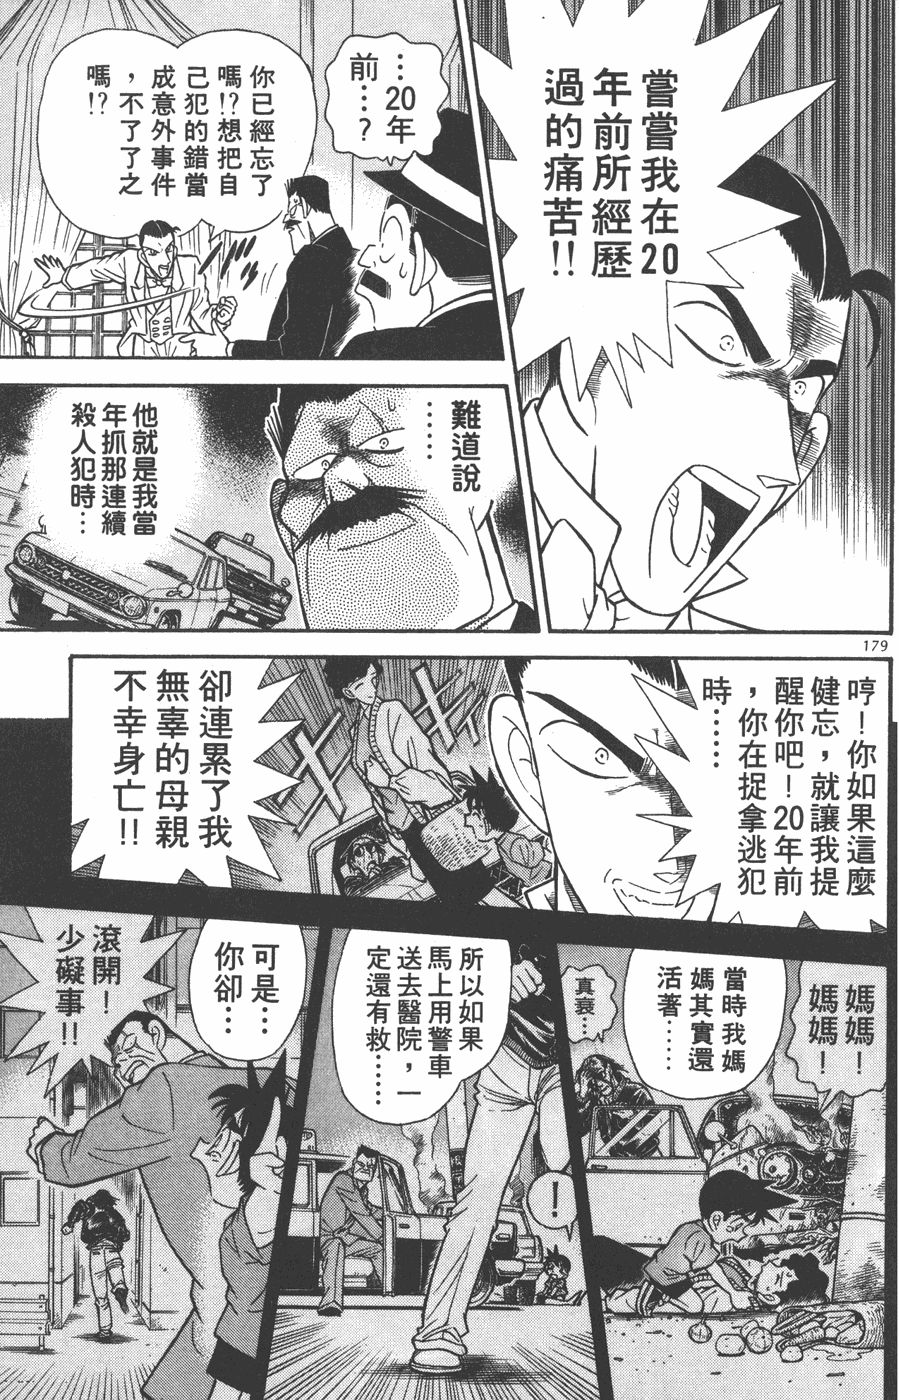 嘗嘗我在20
年前所經歷
過的痛苦!!
…20年
前…?
你已經忘了
嗎!?想把自
己犯的錯當
成意外事件
，不了了之
嗎!?
難道說
……
他就是我當
年抓那連續
殺人犯時…
179
哼！你如果這麼
健忘，就讓我提
醒你吧！20年前
，你在捉拿逃犯
時……
卻連累了我
無辜的母親
不幸身亡!!
媽媽！
媽媽！
當時我媽
媽其實還
活著……
真衰…
所以如果
馬上用警車
送去醫院，一
定還有救……
!
可是…
你卻…
滾開！
少礙事!!